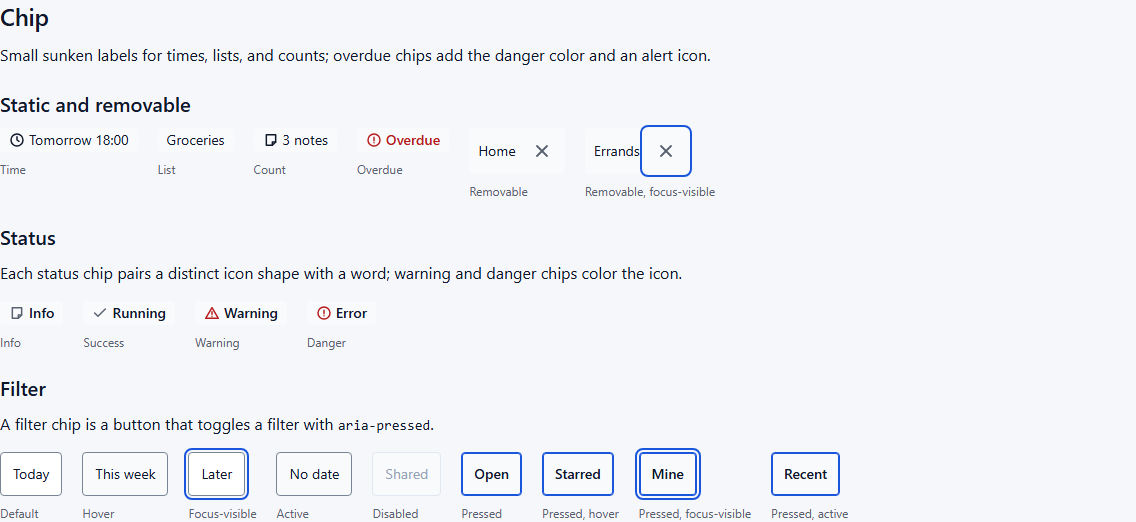 Chip
Small sunken labels for times, lists, and counts; overdue chips add the danger color and an alert icon.
Static and removable
Tomorrow 18:00 Groceries 3 notes Overdue Home Errands
Time List Count Overdue
Removable Removable, focus-visible
Status
Each status chip pairs a distinct icon shape with a word; warning and danger chips color the icon.
Info Running Warning Error
Info Success Warning Danger
Filter
A filter chip is a button that toggles a filter with aria-pressed.
Today This week Later No date Shared Open Starred Mine Recent
Default Hover Focus-visible Active Disabled Pressed Pressed, hover Pressed, focus-visible Pressed, active